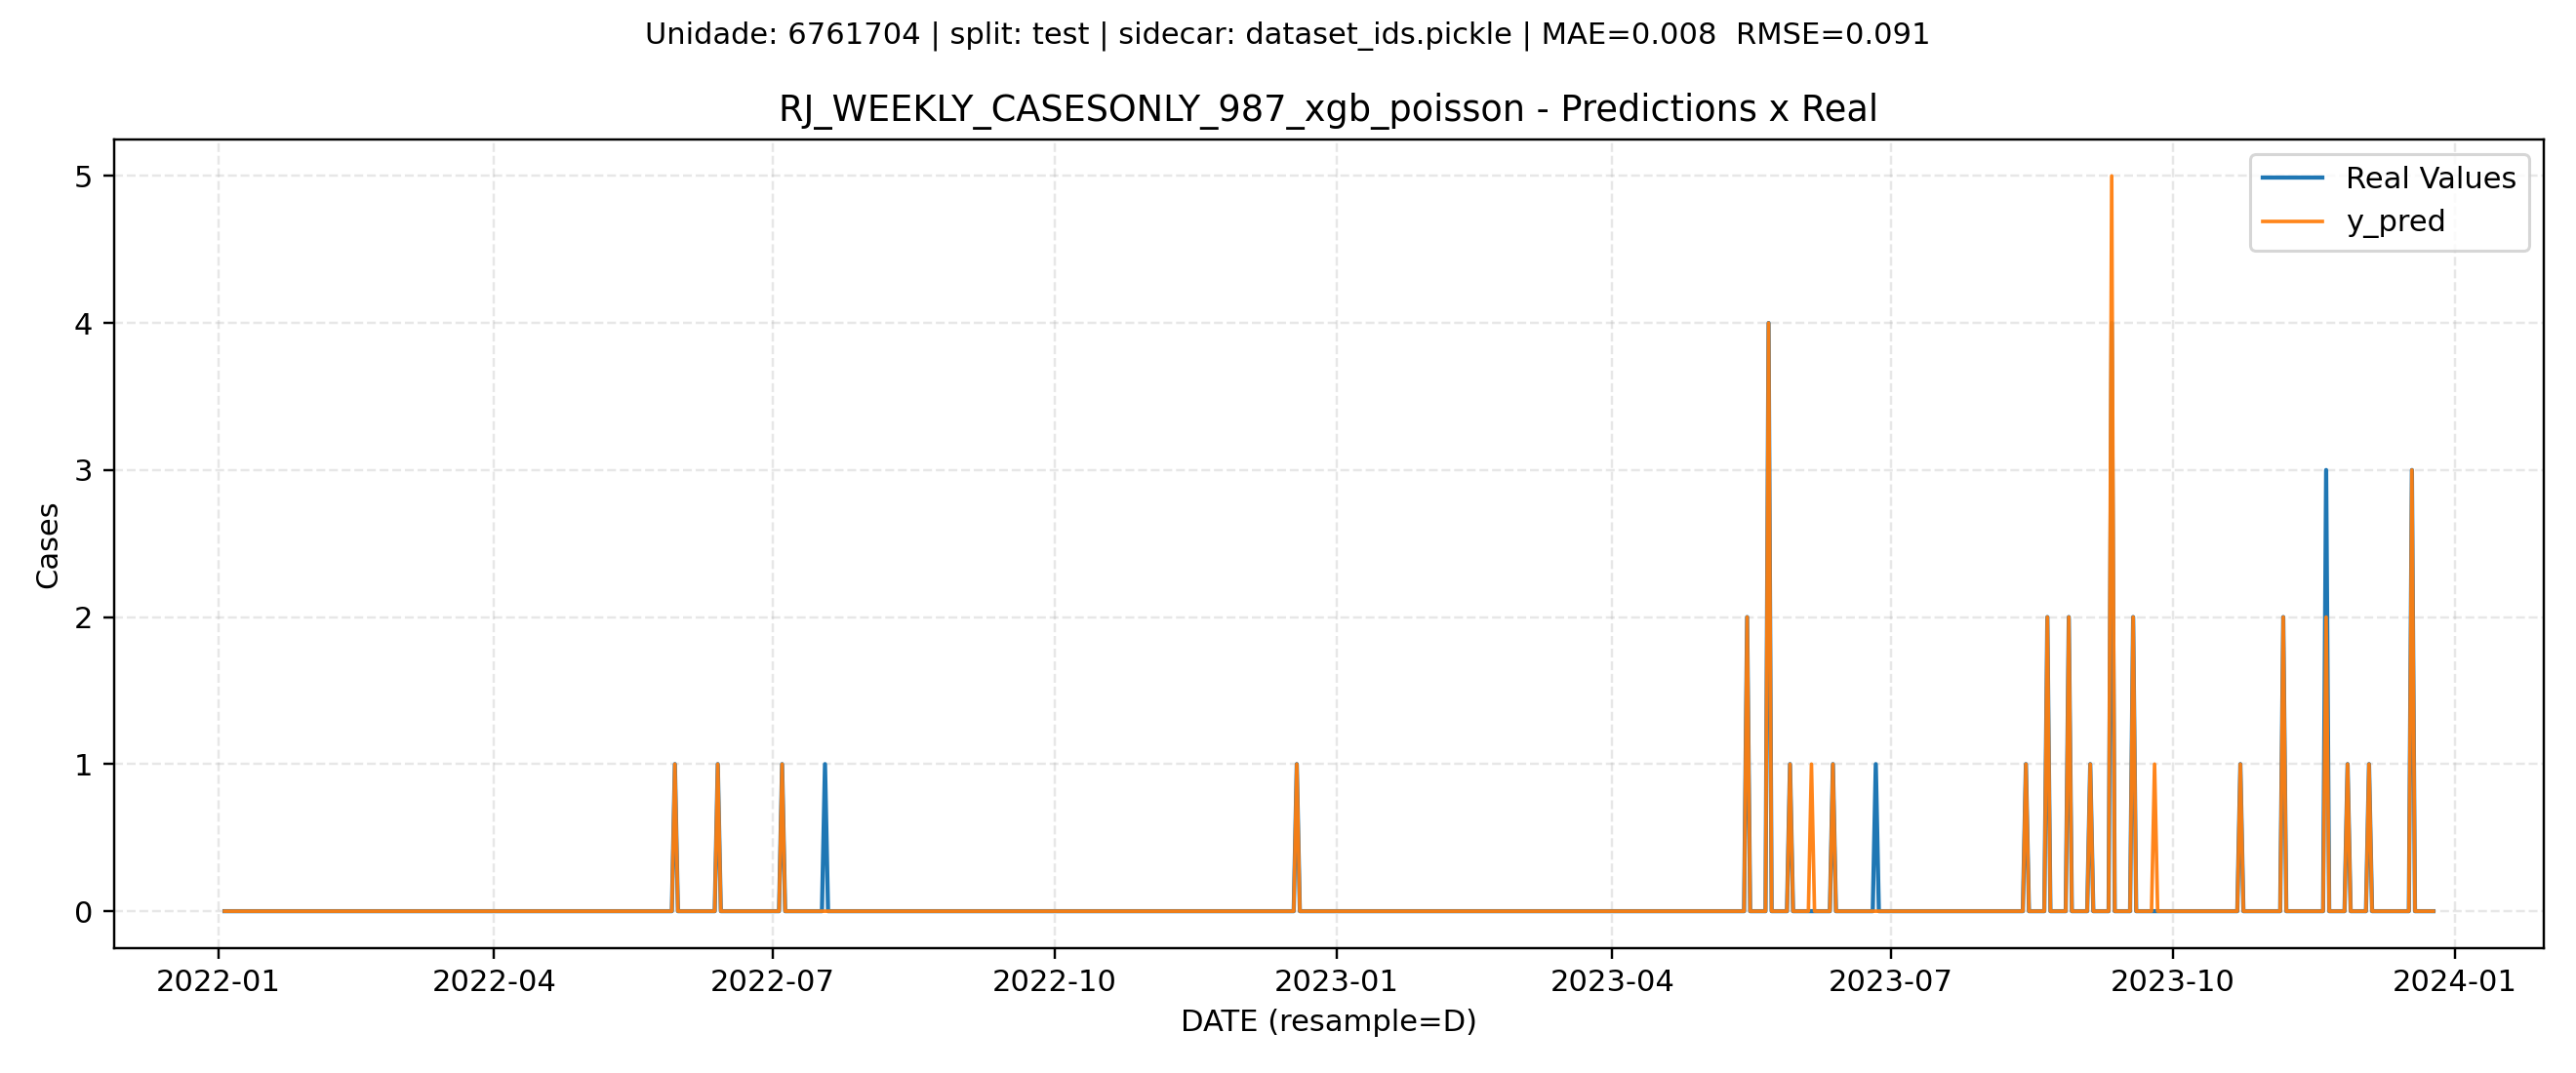 Unidade: 6761704 | split: test | sidecar: dataset_ids.pickle | MAE=0.008  RMSE=0.091
RJ_WEEKLY_CASESONLY_987_xgb_poisson - Predictions x Real
Real Values
y_pred
5
4
3
2
1
0
Cases
2022-01
2022-04
2022-07
2022-10
2023-01
2023-04
2023-07
2023-10
2024-01
DATE (resample=D)